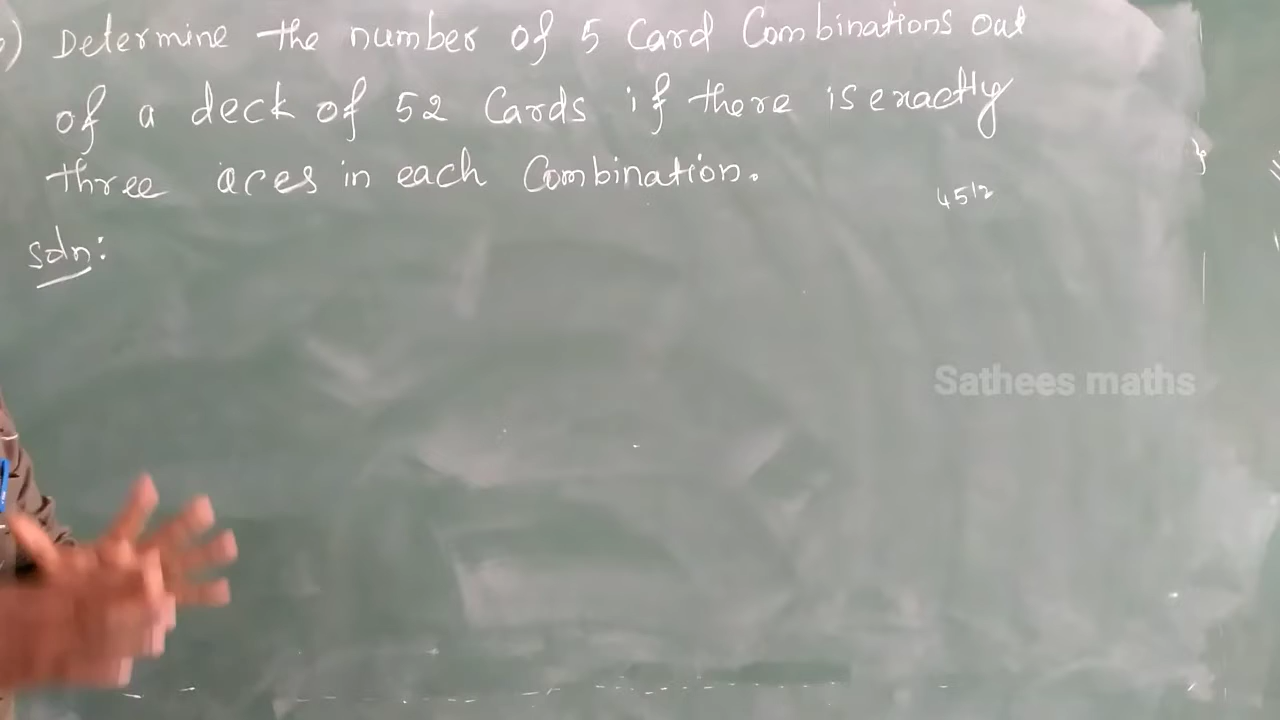 Determine the number of 5 Card Combinations out
of a deck of 52 Cards if there is exactly
three aces in each Combination.
4512
Soln:
Sathees maths